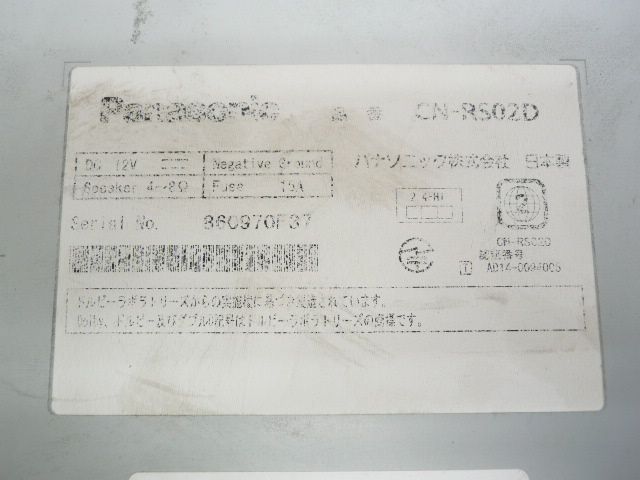 Panasonic 品番 CN-RS02D
DC 12V Negative Ground
Speaker 4～8Ω Fuse 15A
パナソニック株式会社 日本製
2.4
Serial No. 860970F37
CN-RS02D
認証番号
ドルビーラボラトリーズからの実施権に基づき製造されています。
Dolby、ドルビー及びダブルD記号はドルビーラボラトリーズの商標です。